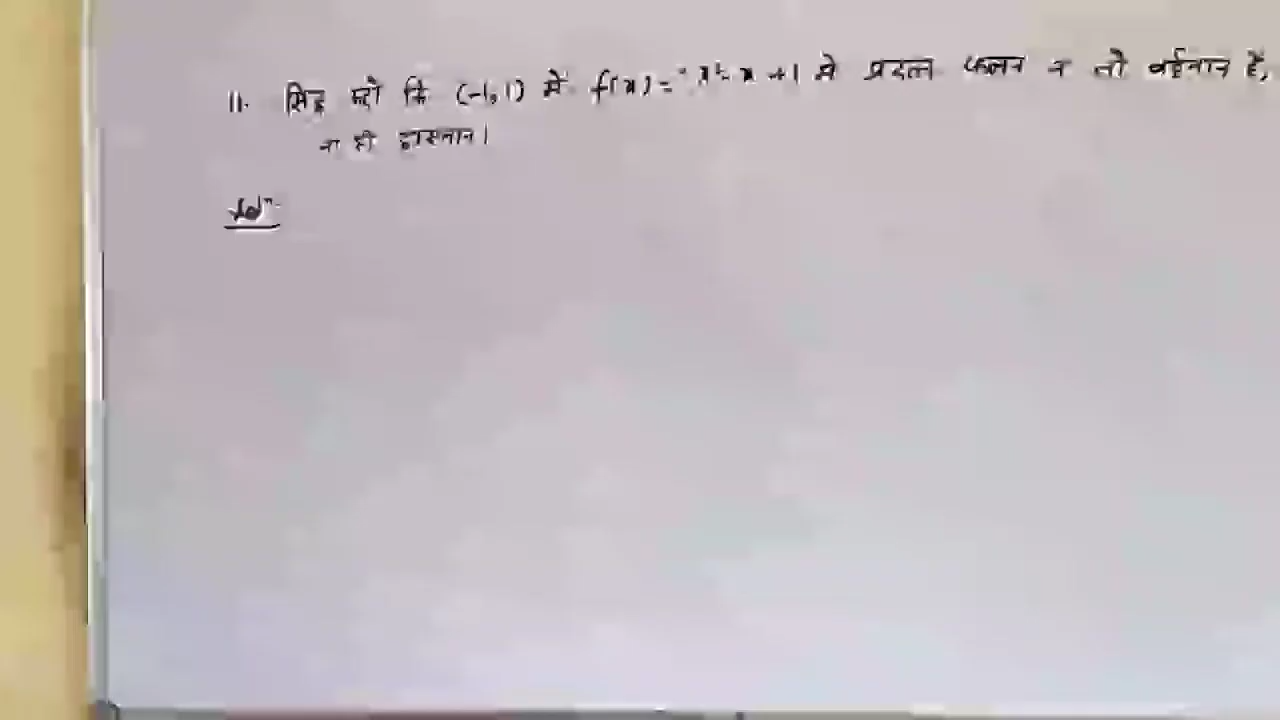 11. सिद्ध करो कि (-1,1) में f(x) = x²- x +1 से प्रदत्त फलन न तो वर्धमान है,
ना ही ह्रासमान।
Solⁿ-